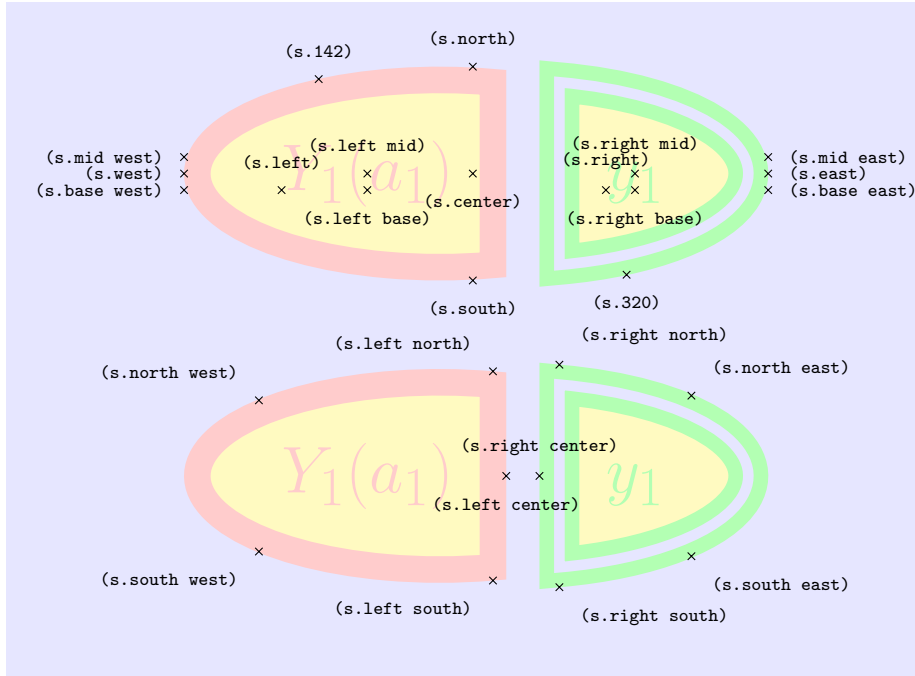 (s.north)
(s.142)
(s.left mid)
(s.right mid)
(s.mid west)
(s.left)
(s.right)
(s.mid east)
(s.west)
Y₁(a₁)
y₁
(s.east)
(s.base west)
(s.base east)
(s.center)
(s.left base)
(s.right base)
(s.south)
(s.320)
(s.right north)
(s.left north)
(s.north west)
(s.north east)
(s.right center)
Y₁(a₁)
y₁
(s.left center)
(s.south west)
(s.south east)
(s.left south)
(s.right south)